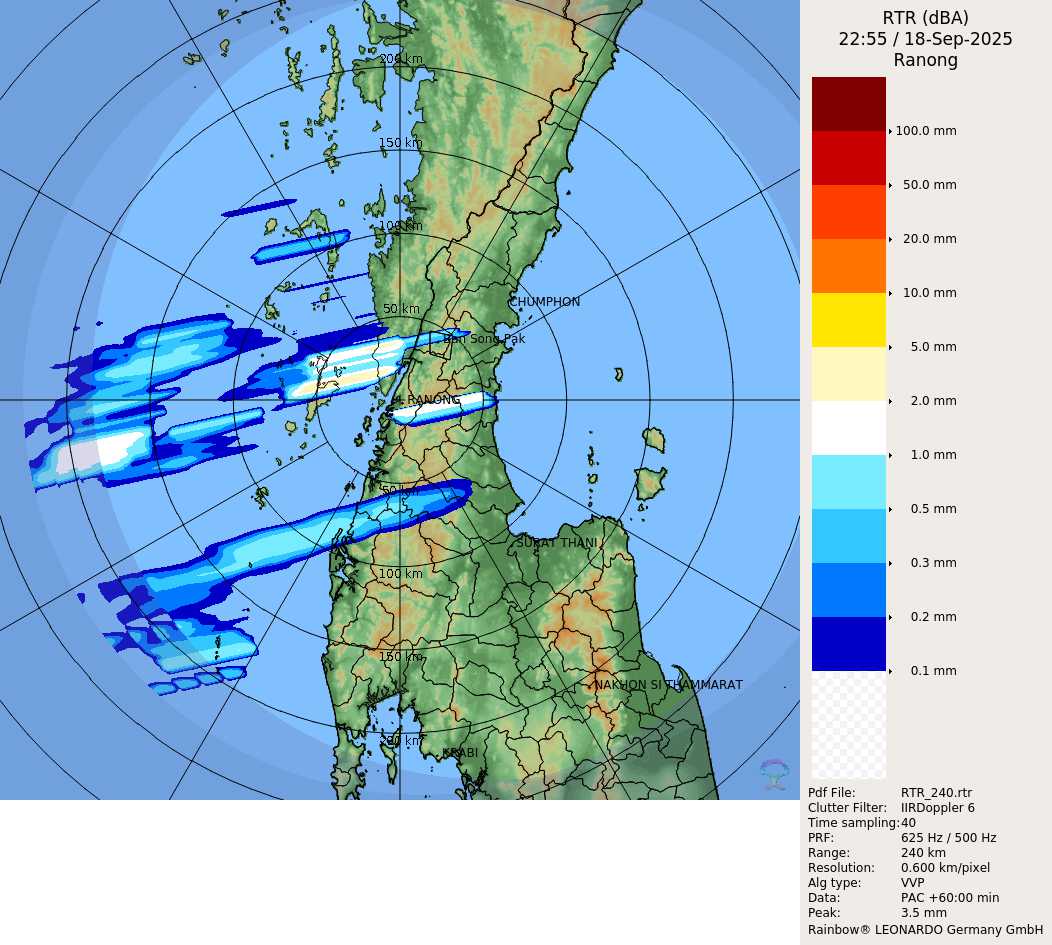 RTR (dBA)
22:55 / 18-Sep-2025
Ranong
200 km
150 km
100 km
50 km
CHUMPHON
Ban Song Pak
RANONG
50 km
SURAT THANI
100 km
150 km
NAKHON SI THAMMARAT
200 km
KRABI
100.0 mm
50.0 mm
20.0 mm
10.0 mm
5.0 mm
2.0 mm
1.0 mm
0.5 mm
0.3 mm
0.2 mm
0.1 mm
Pdf File: RTR_240.rtr
Clutter Filter: IIRDoppler 6
Time sampling:40
PRF: 625 Hz / 500 Hz
Range: 240 km
Resolution: 0.600 km/pixel
Alg type: VVP
Data: PAC +60:00 min
Peak: 3.5 mm
Rainbow® LEONARDO Germany GmbH